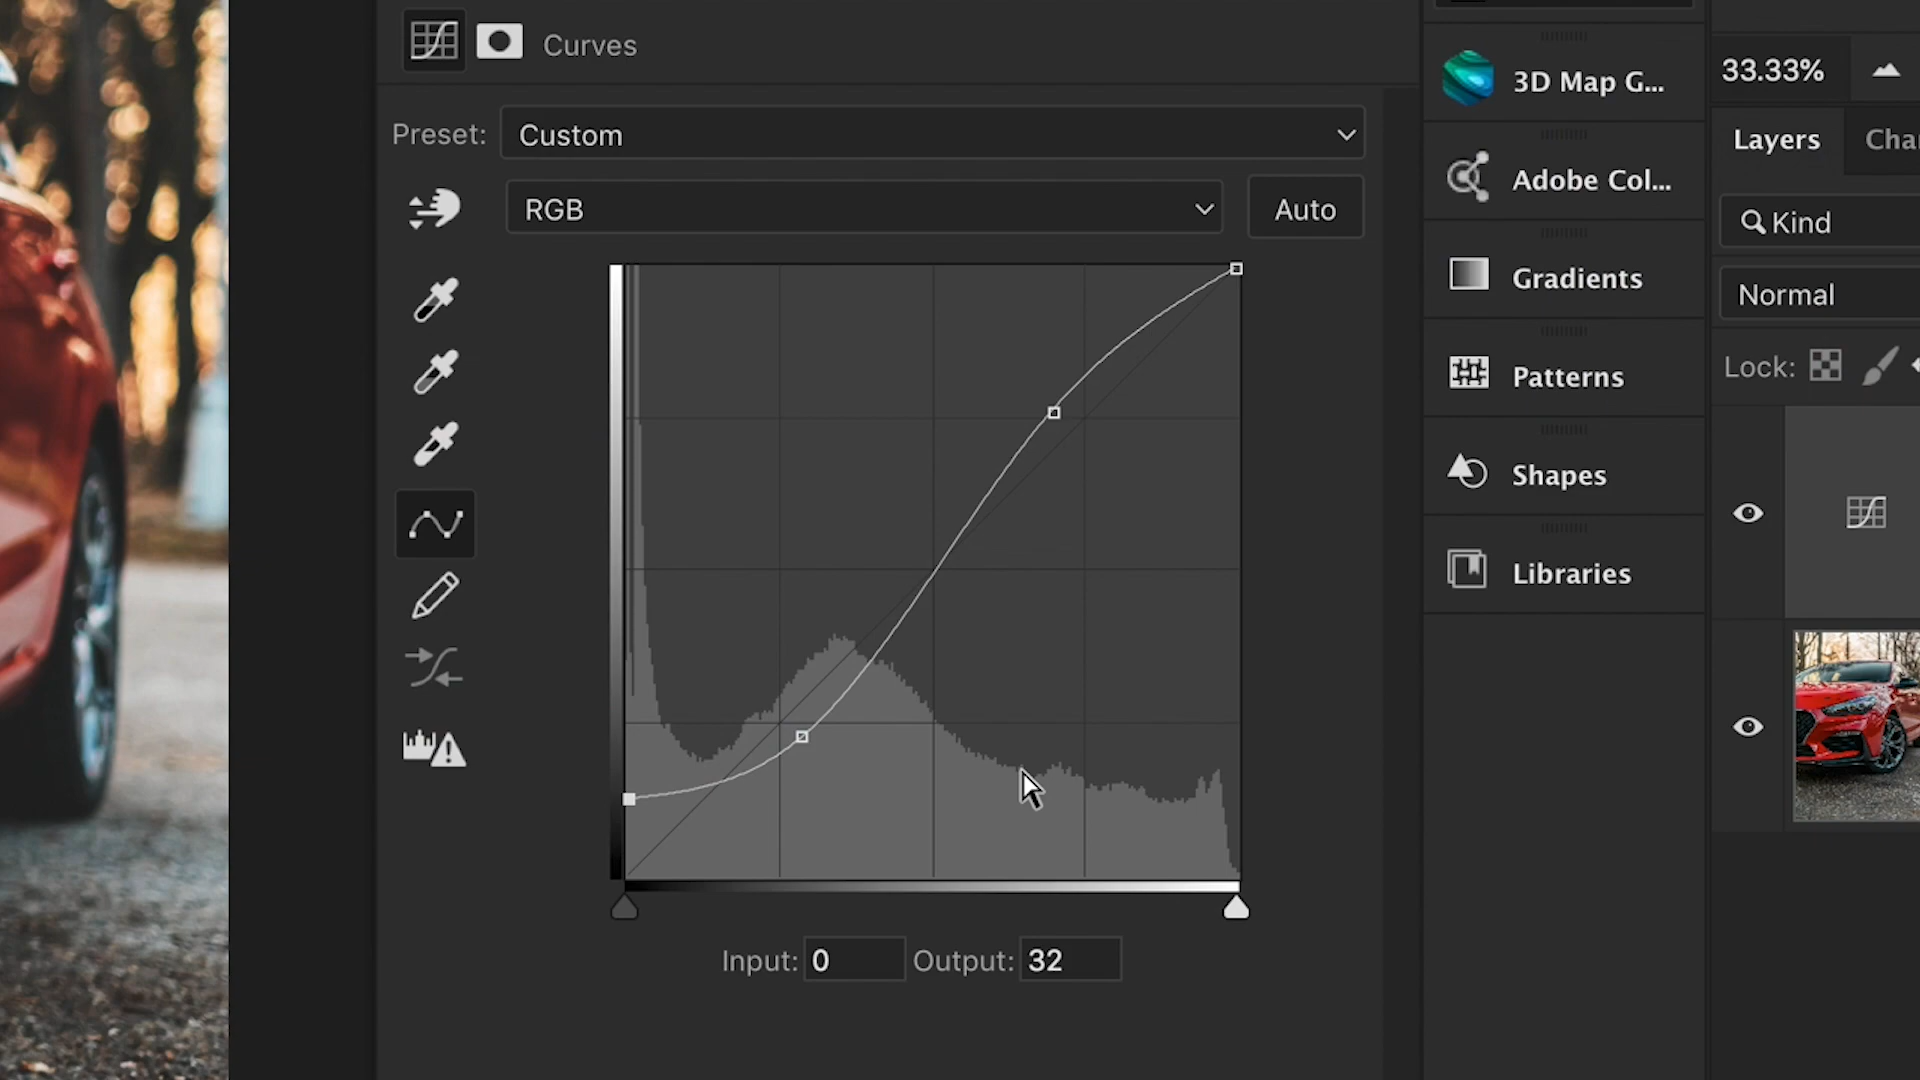 Curves
Preset: Custom
RGB
Auto
Input: 0 Output: 32
3D Map G...
Adobe Col...
Gradients
Patterns
Shapes
Libraries
33.33%
Layers
Cha
Kind
Normal
Lock: